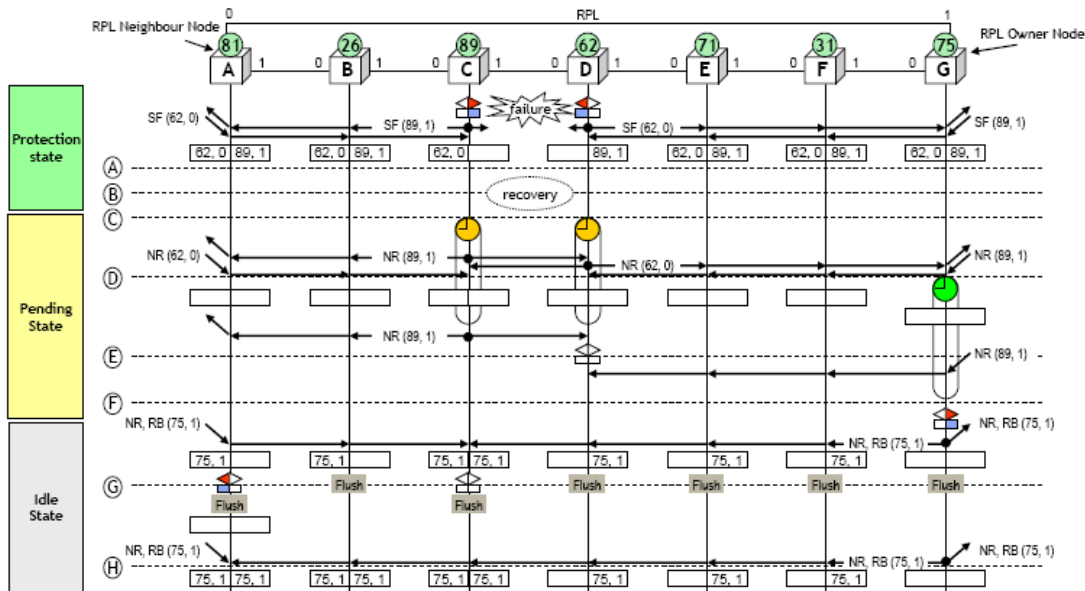 0 RPL 1
RPL Neighbour Node
RPL Owner Node
81 26 89 62 71 31 75
A 1 0 B 1 0 C 1 0 D 1 0 E 1 0 F 1 0 G
Protection
state
failure
SF (62, 0) SF (89, 1) SF (62, 0) SF (89, 1)
62, 0 89, 1 62, 0 89, 1 62, 0 89, 1 62, 0 89, 1 62, 0 89, 1 62, 0 89, 1
A
B
recovery
C
NR (62, 0) NR (89, 1) NR (62, 0) NR (89, 1)
D
Pending
State
NR (89, 1)
E
NR (89, 1)
F
NR, RB (75, 1) NR, RB (75, 1) NR, RB (75, 1)
75, 1 75, 1 75, 1 75, 1 75, 1 75, 1 75, 1
G
Flush Flush Flush Flush Flush
Flush Flush
Idle
State
NR, RB (75, 1) NR, RB (75, 1) NR, RB (75, 1)
H
75, 1 75, 1 75, 1 75, 1 75, 1 75, 1 75, 1 75, 1 75, 1